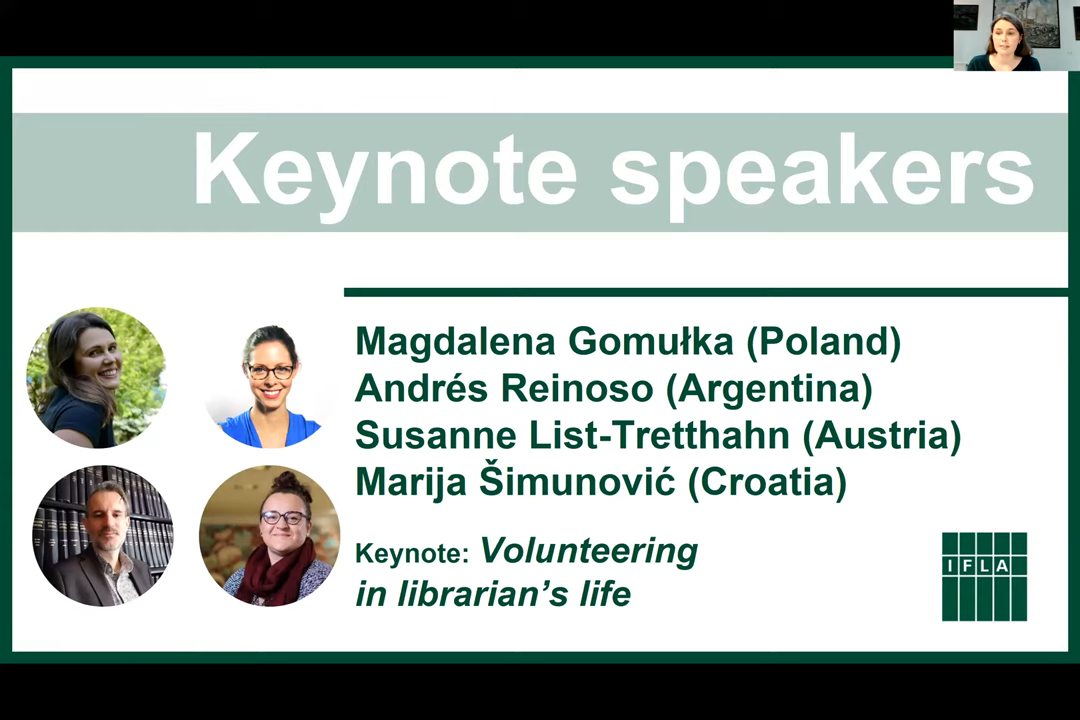 Keynote speakers
Magdalena Gomułka (Poland)
Andrés Reinoso (Argentina)
Susanne List-Tretthahn (Austria)
Marija Šimunović (Croatia)
Keynote: Volunteering
in librarian’s life
IFLA